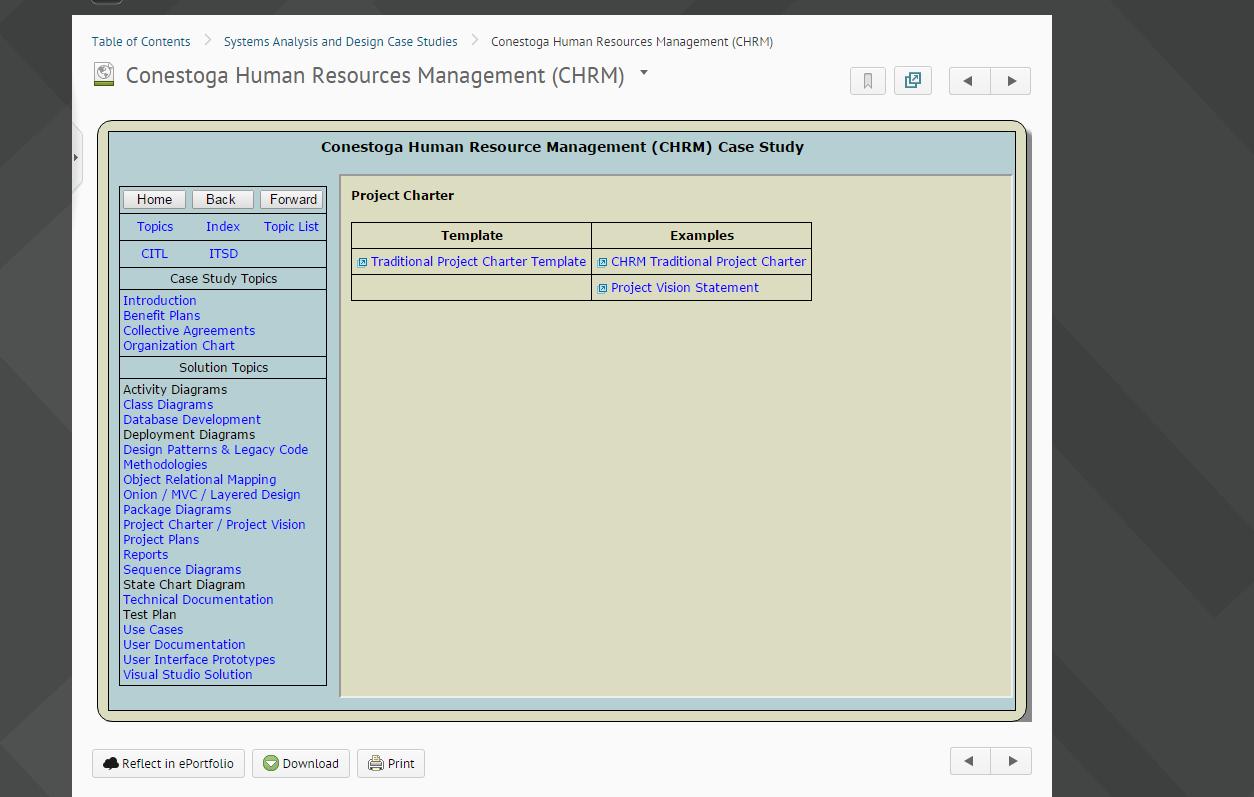 Table of Contents Systems Analysis and Design Case Studies Conestoga Human Resources Management (CHRM)
Conestoga Human Resources Management (CHRM)
Conestoga Human Resource Management (CHRM) Case Study
Home Back Forward
Topics Index Topic List
CITL ITSD
Case Study Topics
Introduction
Benefit Plans
Collective Agreements
Organization Chart
Solution Topics
Activity Diagrams
Class Diagrams
Database Development
Deployment Diagrams
Design Patterns & Legacy Code
Methodologies
Object Relational Mapping
Onion / MVC / Layered Design
Package Diagrams
Project Charter / Project Vision
Project Plans
Reports
Sequence Diagrams
State Chart Diagram
Technical Documentation
Test Plan
Use Cases
User Documentation
User Interface Prototypes
Visual Studio Solution
Project Charter
Template Examples
Traditional Project Charter Template CHRM Traditional Project Charter
Project Vision Statement
Reflect in ePortfolio Download Print